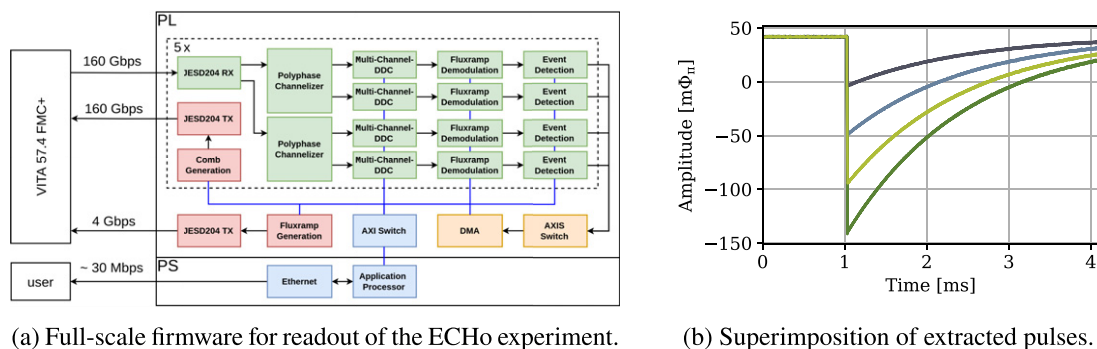 PL
5 x
VITA 57.4 FMC+
160 Gbps
JESD204 RX
Polyphase
Channelizer
Multi-Channel-
DDC
Fluxramp
Demodulation
Event
Detection
Multi-Channel-
DDC
Fluxramp
Demodulation
Event
Detection
160 Gbps
JESD204 TX
Polyphase
Channelizer
Multi-Channel-
DDC
Fluxramp
Demodulation
Event
Detection
Comb
Generation
Multi-Channel-
DDC
Fluxramp
Demodulation
Event
Detection
4 Gbps
JESD204 TX
Fluxramp
Generation
AXI Switch
DMA
AXIS
Switch
PS
user
~ 30 Mbps
Ethernet
Application
Processor
(a) Full-scale firmware for readout of the ECHo experiment.
Amplitude [mΦπ]
50
0
−50
−100
−150
0
1
2
3
4
Time [ms]
(b) Superimposition of extracted pulses.